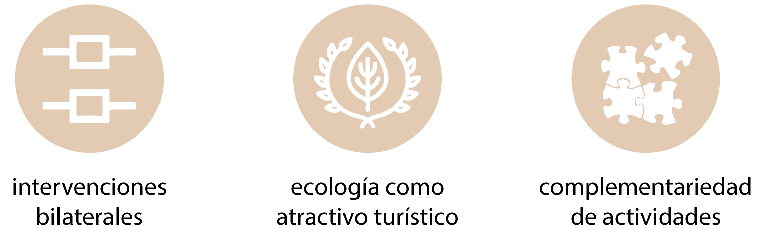 intervenciones
bilaterales
ecología como
atractivo turístico
complementariedad
de actividades